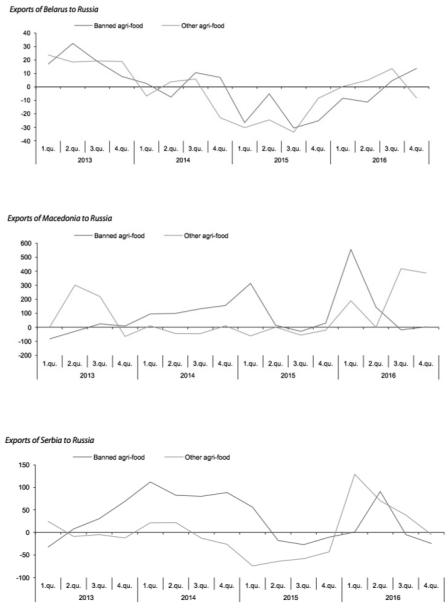 Exports of Belarus to Russia
Banned agri-food Other agri-food
40
30
20
10
0
-10
-20
-30
-40
1.qu. 2.qu. 3.qu. 4.qu. 1.qu. 2.qu. 3.qu. 4.qu. 1.qu. 2.qu. 3.qu. 4.qu. 1.qu. 2.qu. 3.qu. 4.qu.
2013 2014 2015 2016
Exports of Macedonia to Russia
Banned agri-food Other agri-food
600
500
400
300
200
100
0
-100
-200
1.qu. 2.qu. 3.qu. 4.qu. 1.qu. 2.qu. 3.qu. 4.qu. 1.qu. 2.qu. 3.qu. 4.qu. 1.qu. 2.qu. 3.qu. 4.qu.
2013 2014 2015 2016
Exports of Serbia to Russia
Banned agri-food Other agri-food
150
100
50
0
-50
-100
1.qu. 2.qu. 3.qu. 4.qu. 1.qu. 2.qu. 3.qu. 4.qu. 1.qu. 2.qu. 3.qu. 4.qu. 1.qu. 2.qu. 3.qu. 4.qu.
2013 2014 2015 2016